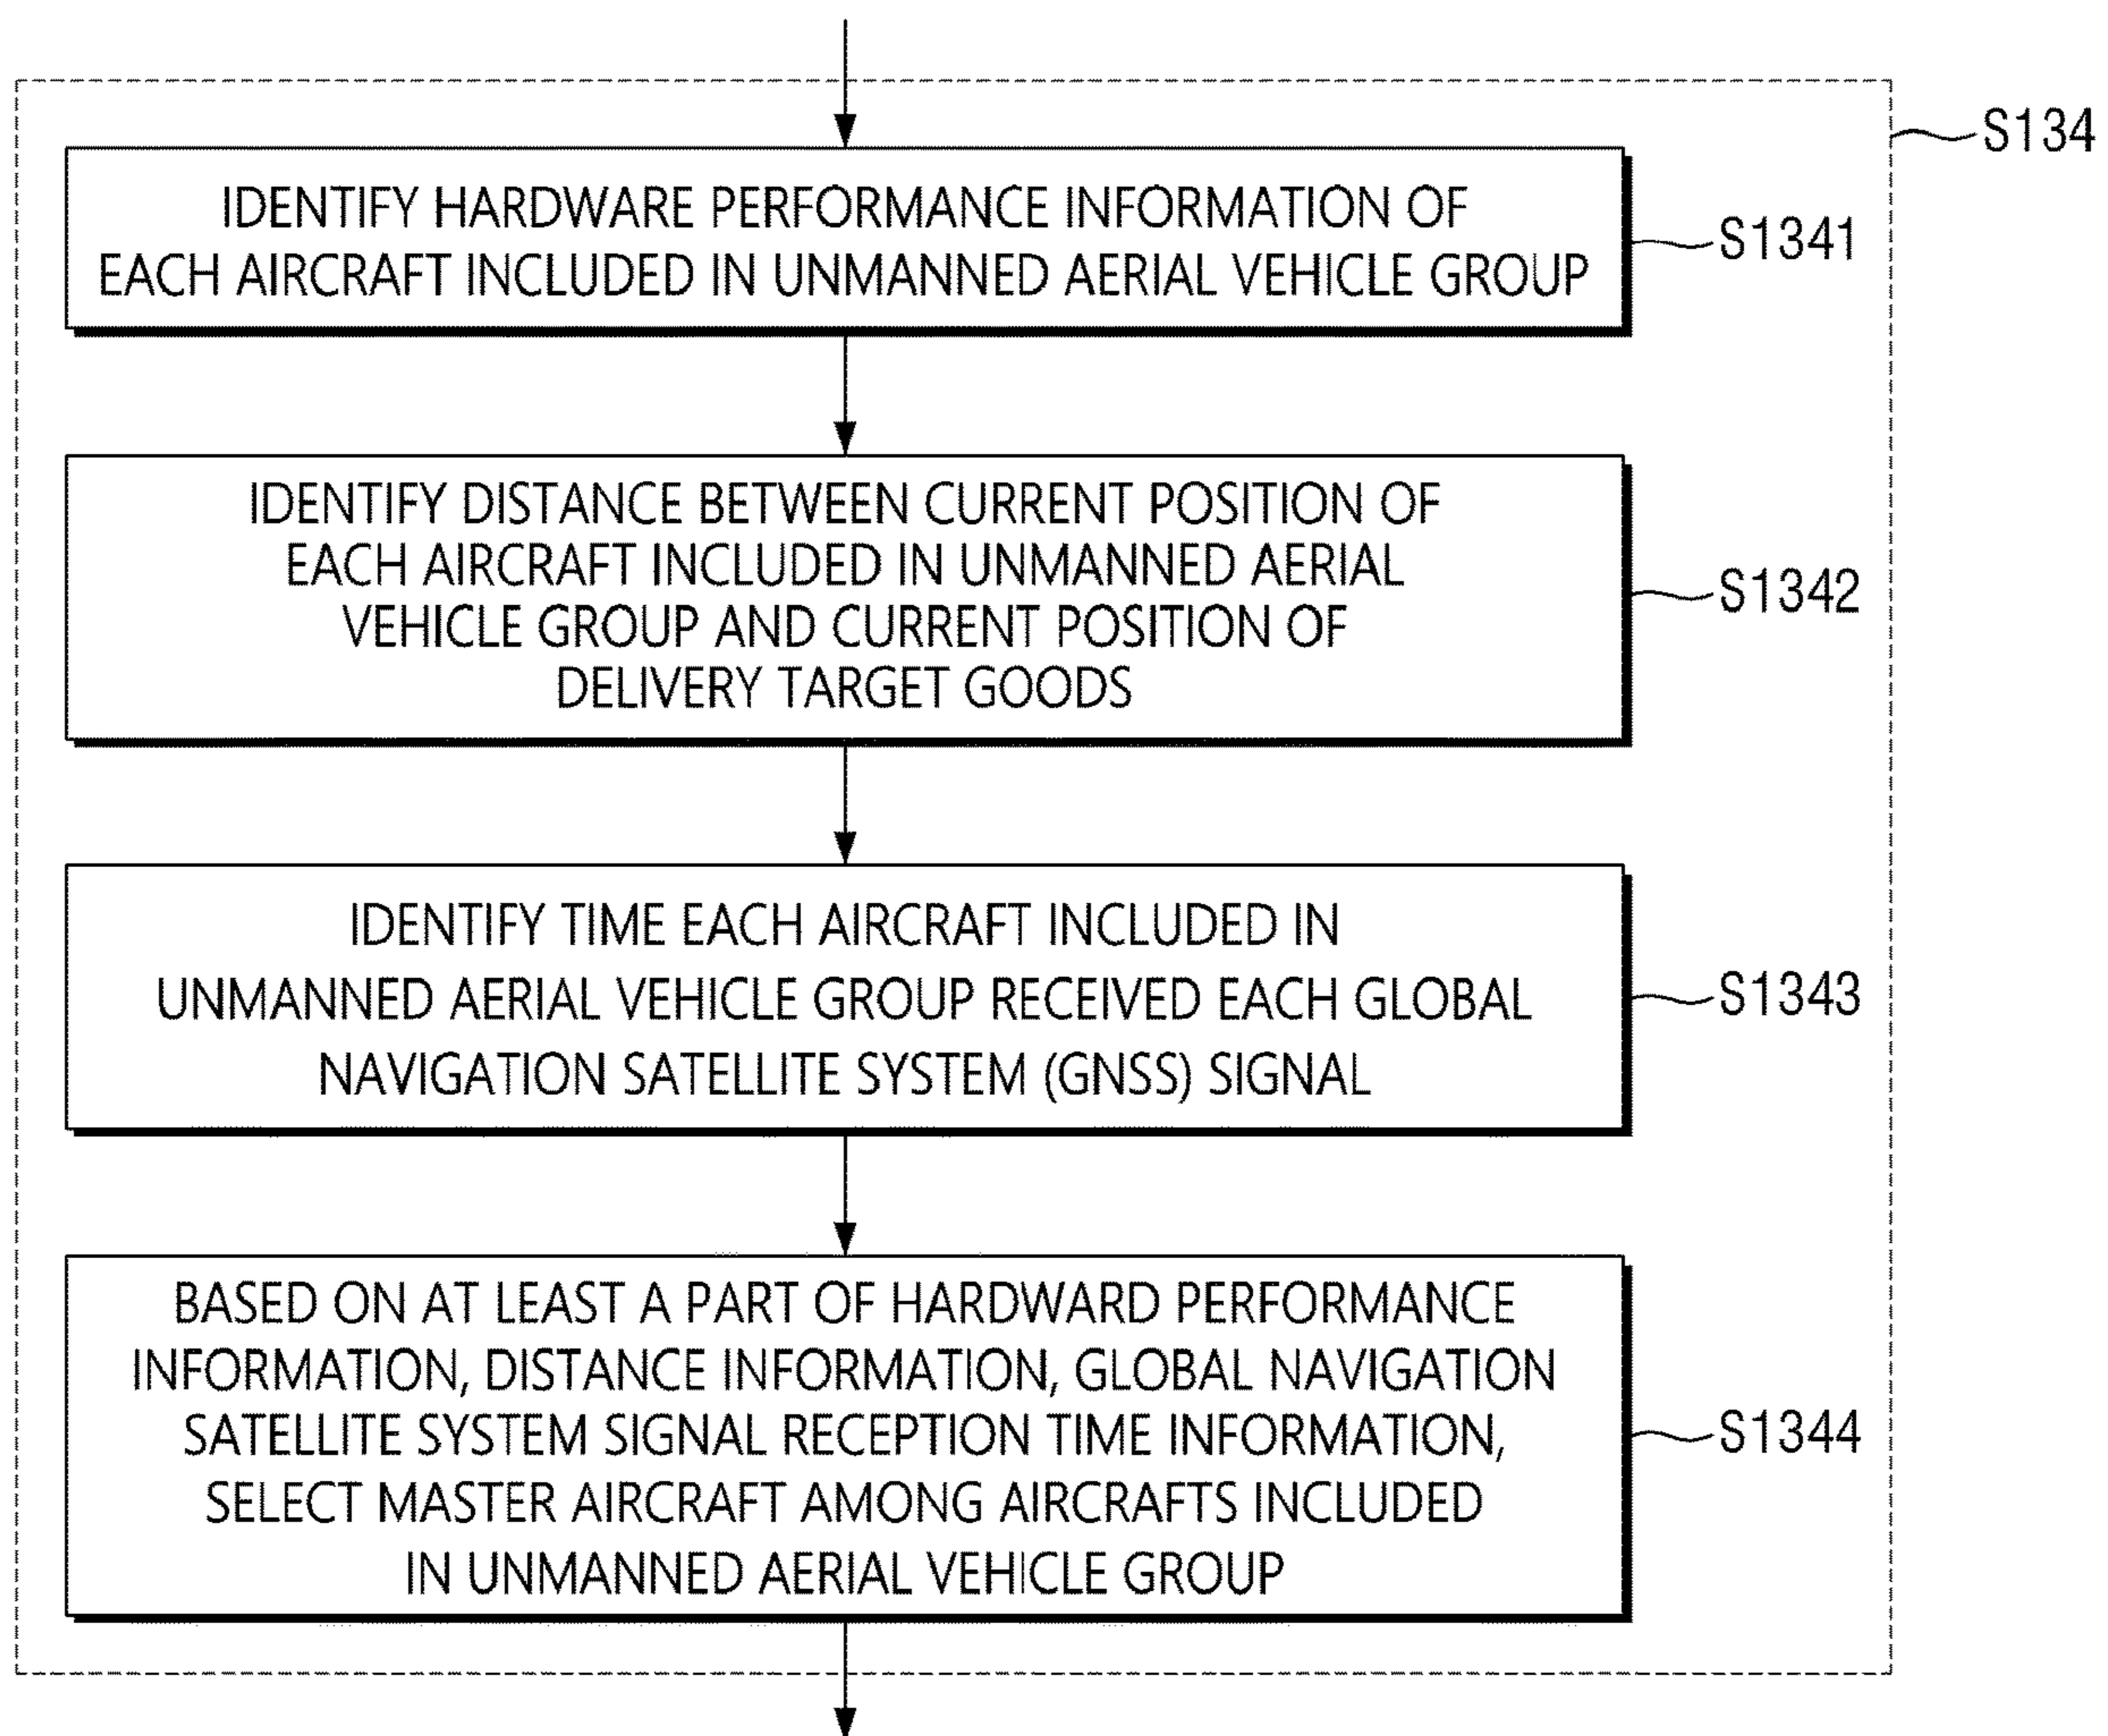 S134
IDENTIFY HARDWARE PERFORMANCE INFORMATION OF
EACH AIRCRAFT INCLUDED IN UNMANNED AERIAL VEHICLE GROUP
S1341
IDENTIFY DISTANCE BETWEEN CURRENT POSITION OF
EACH AIRCRAFT INCLUDED IN UNMANNED AERIAL
VEHICLE GROUP AND CURRENT POSITION OF
DELIVERY TARGET GOODS
S1342
IDENTIFY TIME EACH AIRCRAFT INCLUDED IN
UNMANNED AERIAL VEHICLE GROUP RECEIVED EACH GLOBAL
NAVIGATION SATELLITE SYSTEM (GNSS) SIGNAL
S1343
BASED ON AT LEAST A PART OF HARDWARD PERFORMANCE
INFORMATION, DISTANCE INFORMATION, GLOBAL NAVIGATION
SATELLITE SYSTEM SIGNAL RECEPTION TIME INFORMATION,
SELECT MASTER AIRCRAFT AMONG AIRCRAFTS INCLUDED
IN UNMANNED AERIAL VEHICLE GROUP
S1344